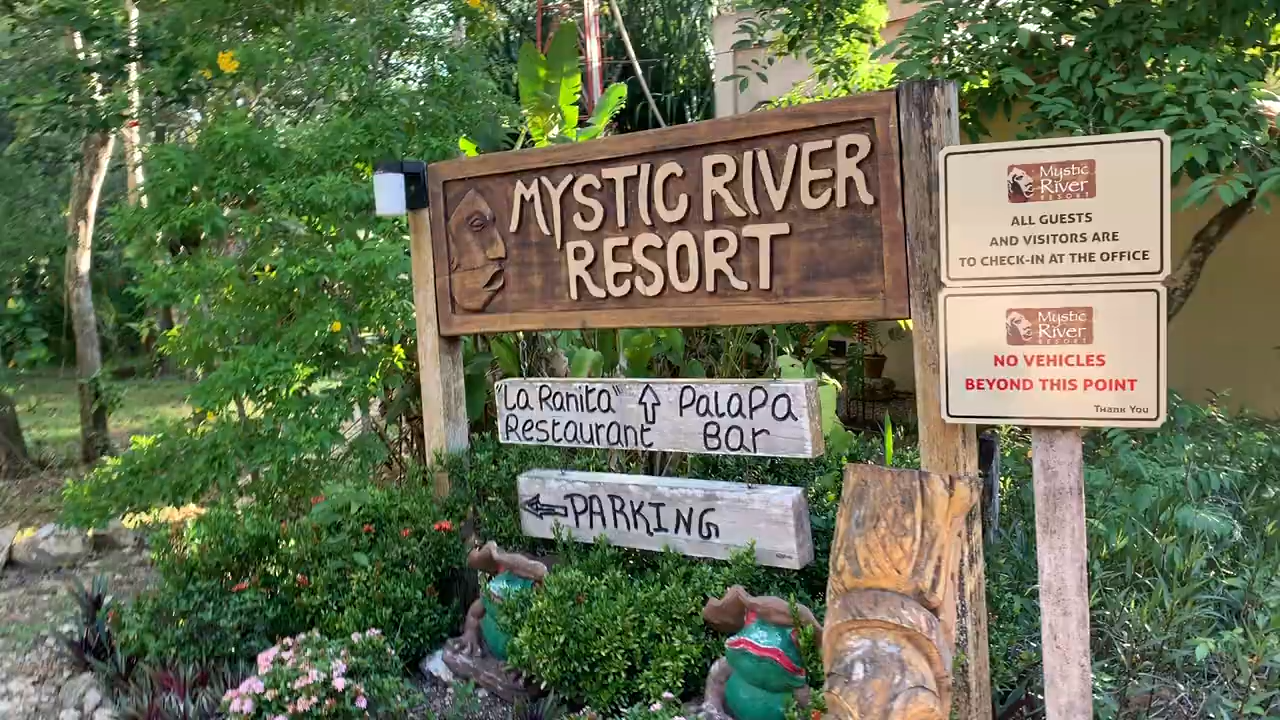 MYSTIC RIVER
RESORT
"La Ranita" ↑ PaLaPa
Restaurant Bar
← PARKING
Mystic
River
RESORT
ALL GUESTS
AND VISITORS ARE
TO CHECK-IN AT THE OFFICE
Mystic
River
RESORT
NO VEHICLES
BEYOND THIS POINT
Thank You